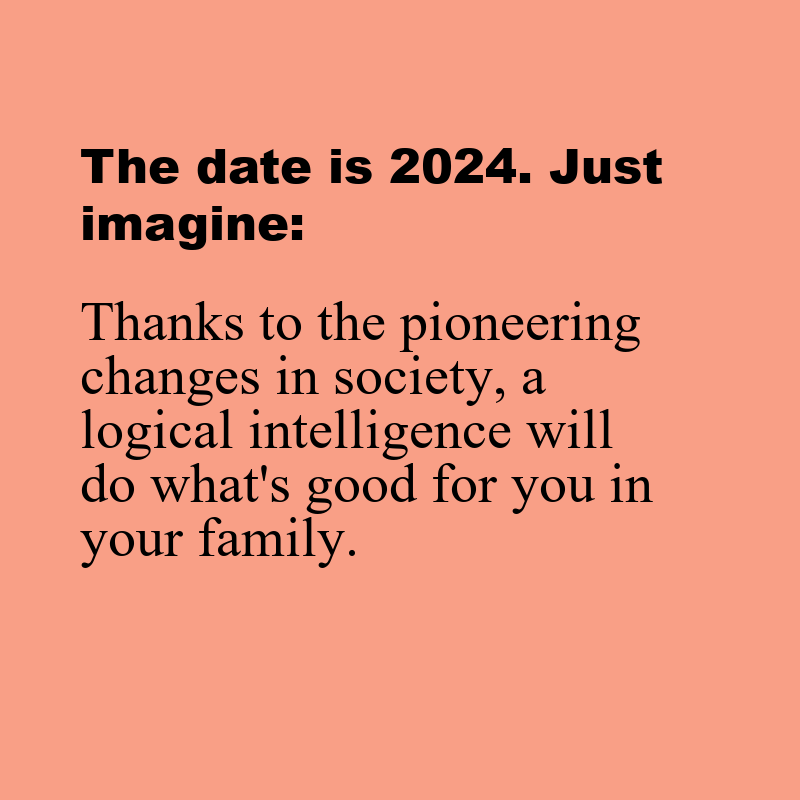 The date is 2024. Just
imagine:
Thanks to the pioneering
changes in society, a
logical intelligence will
do what's good for you in
your family.